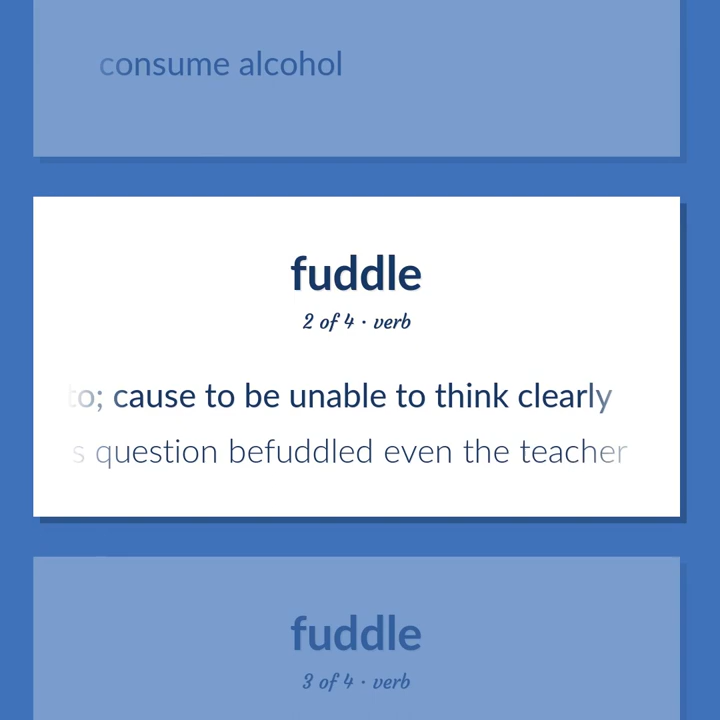 consume alcohol
fuddle
2 of 4 · verb
to; cause to be unable to think clearly
question befuddled even the teacher
fuddle
3 of 4 · verb